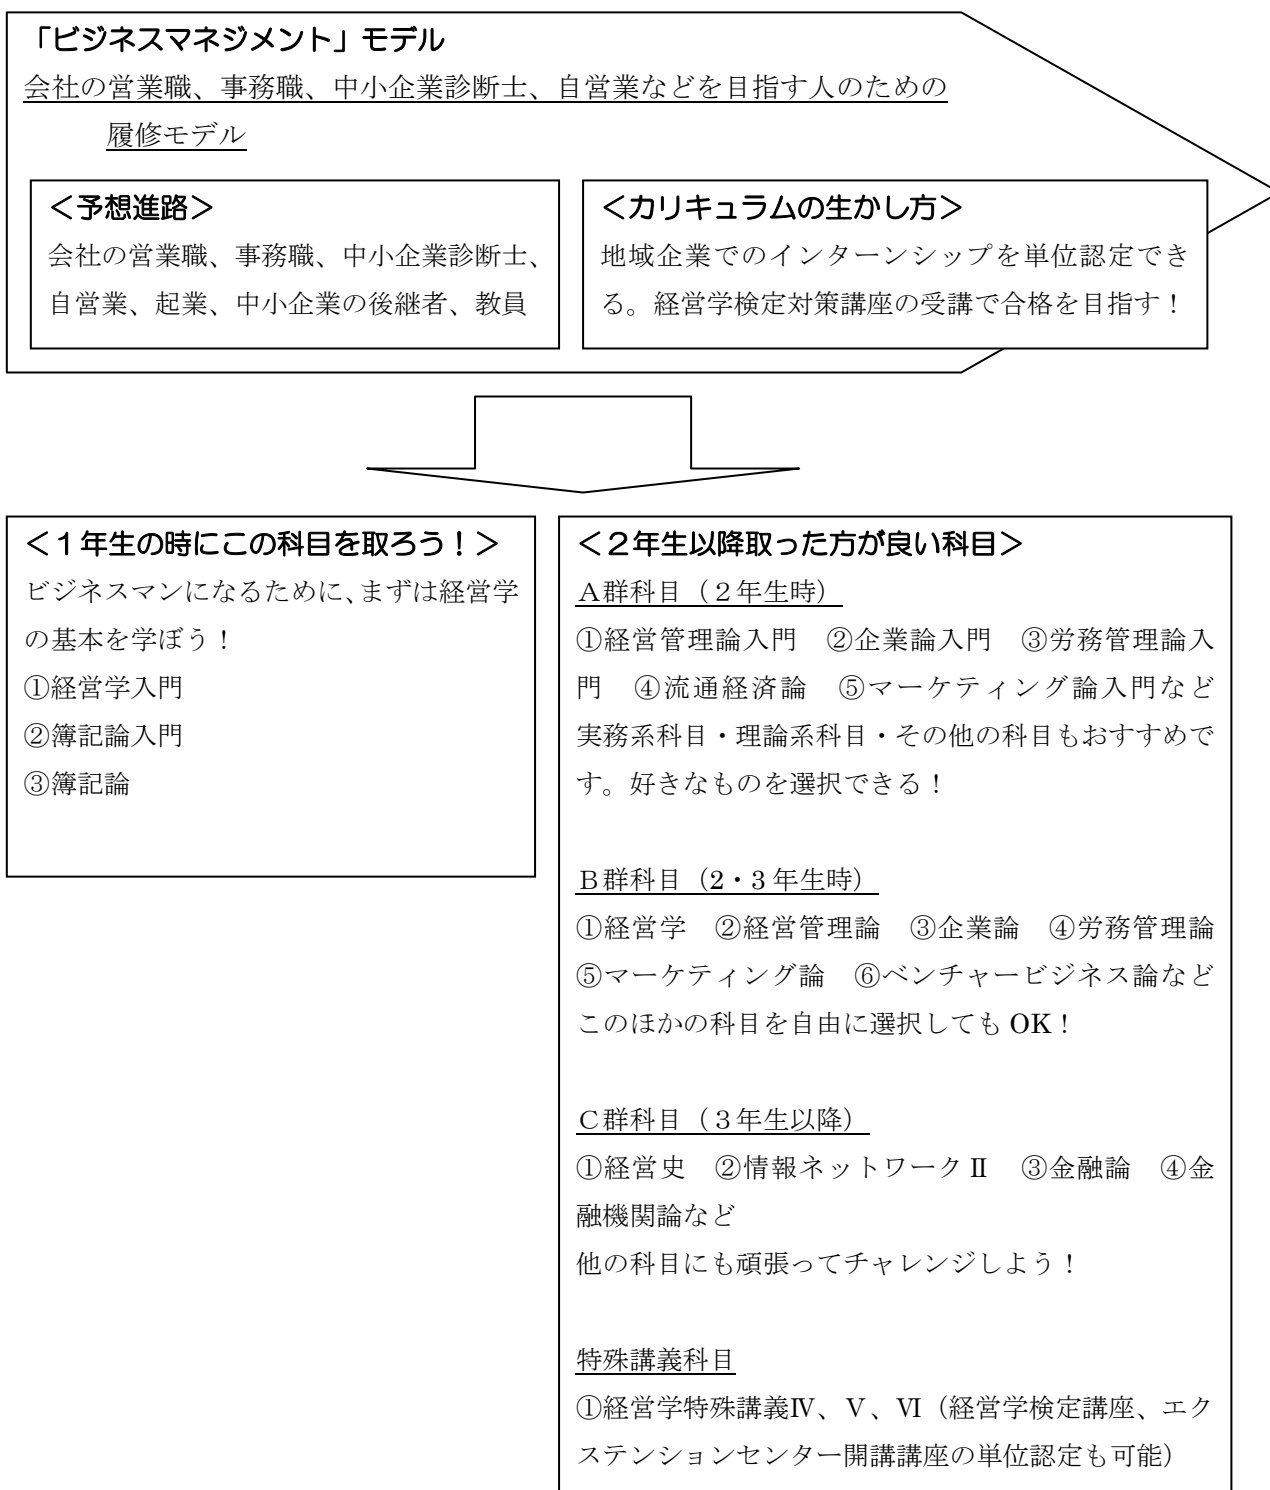 「ビジネスマネジメント」モデル
会社の営業職、事務職、中小企業診断士、自営業などを目指す人のための
履修モデル
＜予想進路＞
会社の営業職、事務職、中小企業診断士、
自営業、起業、中小企業の後継者、教員
＜カリキュラムの生かし方＞
地域企業でのインターンシップを単位認定でき
る。経営学検定対策講座の受講で合格を目指す！
＜１年生の時にこの科目を取ろう！＞
ビジネスマンになるために、まずは経営学
の基本を学ぼう！
①経営学入門
②簿記論入門
③簿記論
＜２年生以降取った方が良い科目＞
Ａ群科目（２年生時）
①経営管理論入門　②企業論入門　③労務管理論入
門　④流通経済論　⑤マーケティング論入門など
実務系科目・理論系科目・その他の科目もおすすめで
す。好きなものを選択できる！
Ｂ群科目（2・3 年生時）
①経営学　②経営管理論　③企業論　④労務管理論
⑤マーケティング論　⑥ベンチャービジネス論など
このほかの科目を自由に選択しても OK！
Ｃ群科目（３年生以降）
①経営史　②情報ネットワークⅡ　③金融論　④金
融機関論など
他の科目にも頑張ってチャレンジしよう！
特殊講義科目
①経営学特殊講義Ⅳ、Ⅴ、Ⅵ（経営学検定講座、エク
ステンションセンター開講講座の単位認定も可能）